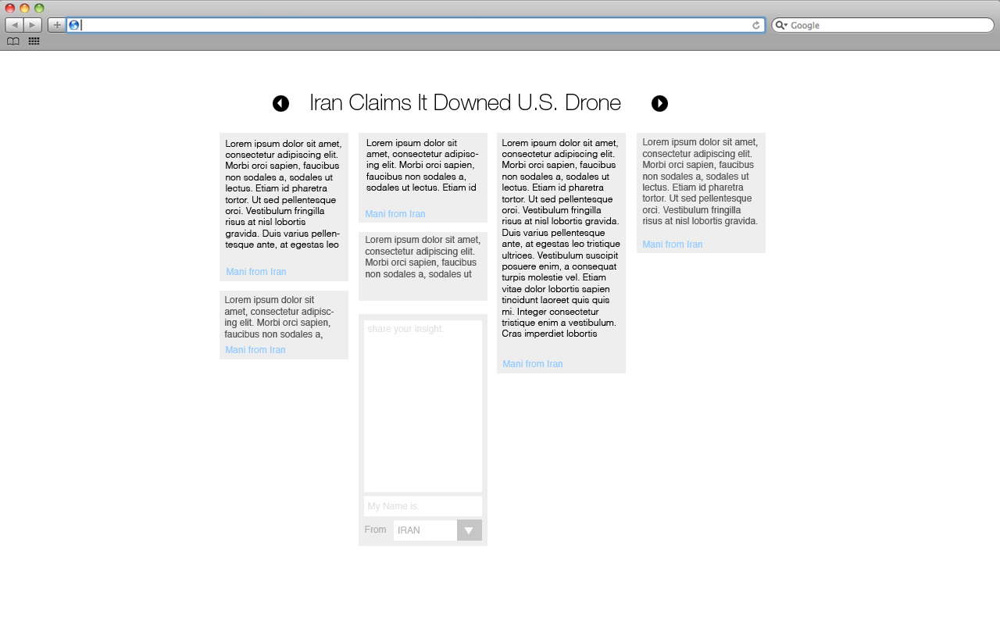 Google
Iran Claims It Downed U.S. Drone
Lorem ipsum dolor sit amet,
consectetur adipiscing elit.
Morbi orci sapien, faucibus
non sodales a, sodales ut
lectus. Etiam id pharetra
tortor. Ut sed pellentesque
orci. Vestibulum fringilla
risus at nisl lobortis
gravida. Duis varius pellen-
tesque ante, at egestas leo
Mani from Iran
Lorem ipsum dolor sit
amet, consectetur adipisc-
ing elit. Morbi orci sapien,
faucibus non sodales a,
Mani from Iran
Lorem ipsum dolor sit
amet, consectetur adipisc-
ing elit. Morbi orci sapien,
faucibus non sodales a,
sodales ut lectus. Etiam id
Mani from Iran
Lorem ipsum dolor sit amet,
consectetur adipiscing elit.
Morbi orci sapien, faucibus
non sodales a, sodales ut
share your insight.
My Name is.
From IRAN
Lorem ipsum dolor sit amet,
consectetur adipiscing elit.
Morbi orci sapien, faucibus
non sodales a, sodales ut
lectus. Etiam id pharetra
tortor. Ut sed pellentesque
orci. Vestibulum fringilla
risus at nisl lobortis gravida.
Duis varius pellentesque
ante, at egestas leo tristique
ultrices. Vestibulum suscipit
posuere enim, a consequat
turpis molestie vel. Etiam
vitae dolor lobortis sapien
tincidunt laoreet quis quis
mi. Integer consectetur
tristique enim a vestibulum.
Cras imperdiet lobortis
Mani from Iran
Lorem ipsum dolor sit amet,
consectetur adipiscing elit.
Morbi orci sapien, faucibus
non sodales a, sodales ut
lectus. Etiam id pharetra
tortor. Ut sed pellentesque
orci. Vestibulum fringilla
risus at nisl lobortis gravida.
Mani from Iran